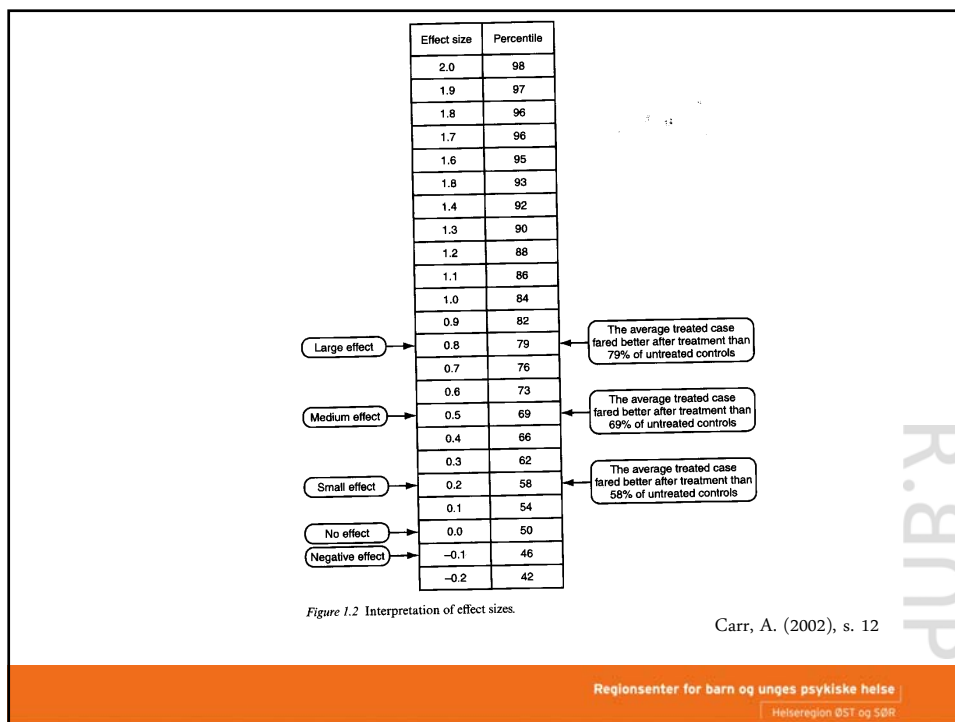 Effect size Percentile
2.0 98
1.9 97
1.8 96
1.7 96
1.6 95
1.8 93
1.4 92
1.3 90
1.2 88
1.1 86
1.0 84
0.9 82
Large effect 0.8 79 The average treated case
fared better after treatment than
79% of untreated controls
0.7 76
0.6 73
Medium effect 0.5 69 The average treated case
fared better after treatment than
69% of untreated controls
0.4 66
0.3 62
Small effect 0.2 58 The average treated case
fared better after treatment than
58% of untreated controls
0.1 54
No effect 0.0 50
Negative effect –0.1 46
–0.2 42
Figure 1.2 Interpretation of effect sizes.
Carr, A. (2002), s. 12
R.BUP
Regionsenter for barn og unges psykiske helse
Helseregion ØST og SØR